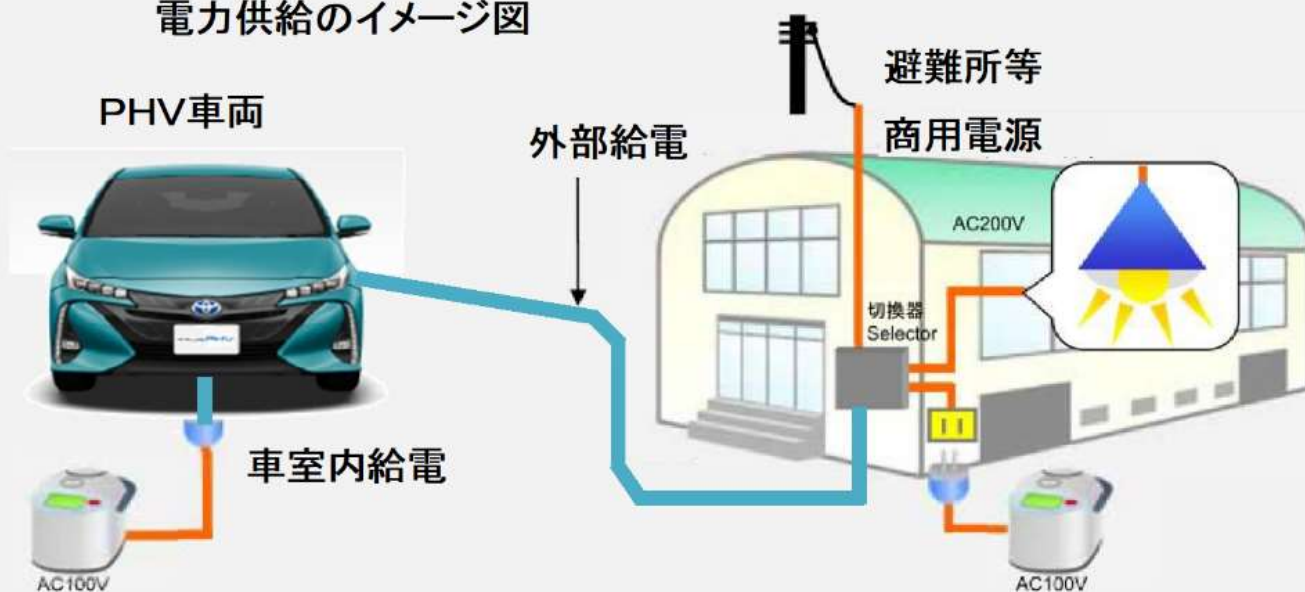 電力供給のイメージ図
PHV車両
外部給電
避難所等
商用電源
AC200V
切換器
Selector
車室内給電
AC100V
AC100V